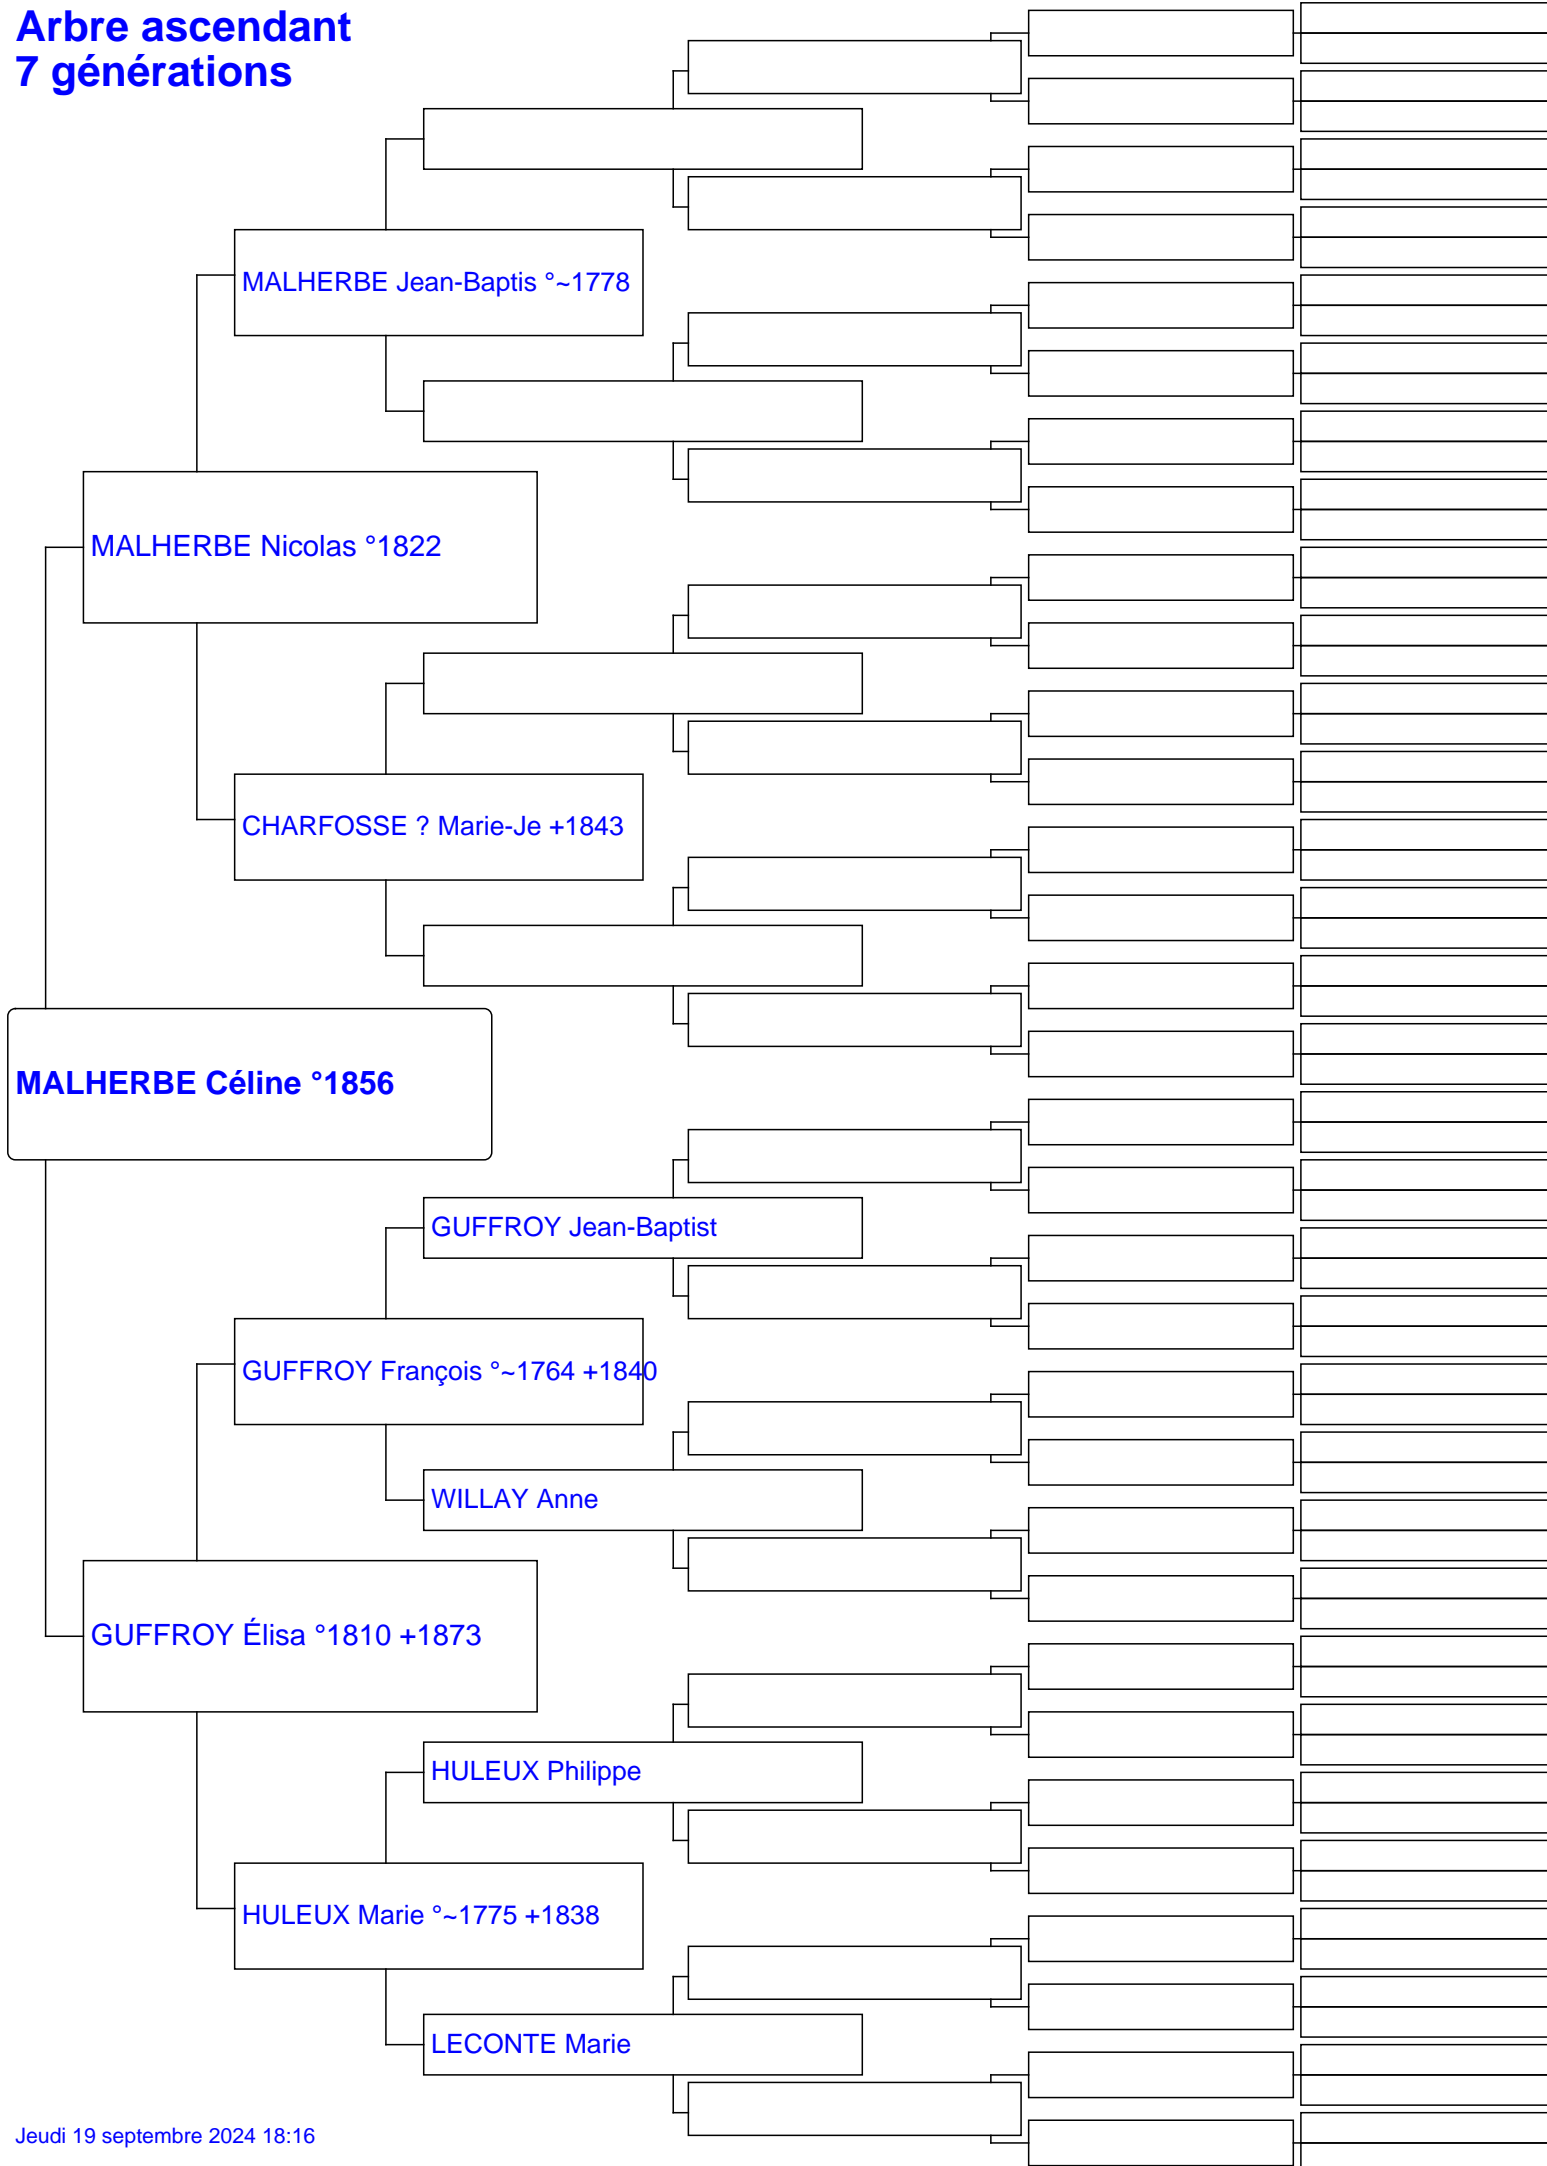 Arbre ascendant
7 générations
MALHERBE Jean-Baptis °~1778
MALHERBE Nicolas °1822
CHARFOSSE ? Marie-Je +1843
MALHERBE Céline °1856
GUFFROY Jean-Baptist
GUFFROY François °~1764 +1840
WILLAY Anne
GUFFROY Élisa °1810 +1873
HULEUX Philippe
HULEUX Marie °~1775 +1838
LECONTE Marie
Jeudi 19 septembre 2024 18:16